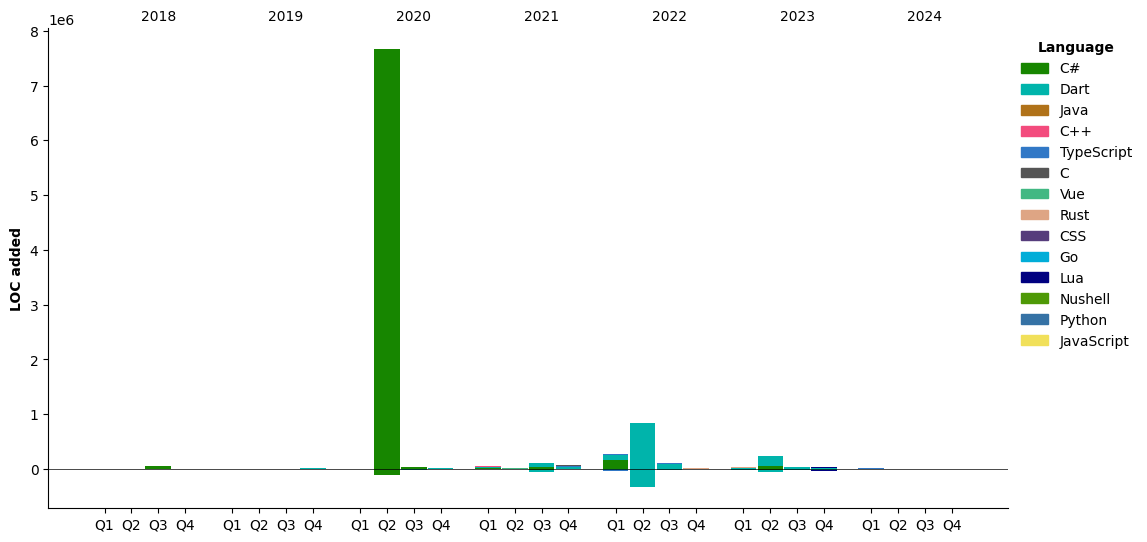 1e6
2018 2019 2020 2021 2022 2023 2024
8
7
6
5
4
3
2
1
0
LOC added
Q1 Q2 Q3 Q4 Q1 Q2 Q3 Q4 Q1 Q2 Q3 Q4 Q1 Q2 Q3 Q4 Q1 Q2 Q3 Q4 Q1 Q2 Q3 Q4 Q1 Q2 Q3 Q4
Language
C#
Dart
Java
C++
TypeScript
C
Vue
Rust
CSS
Go
Lua
Nushell
Python
JavaScript